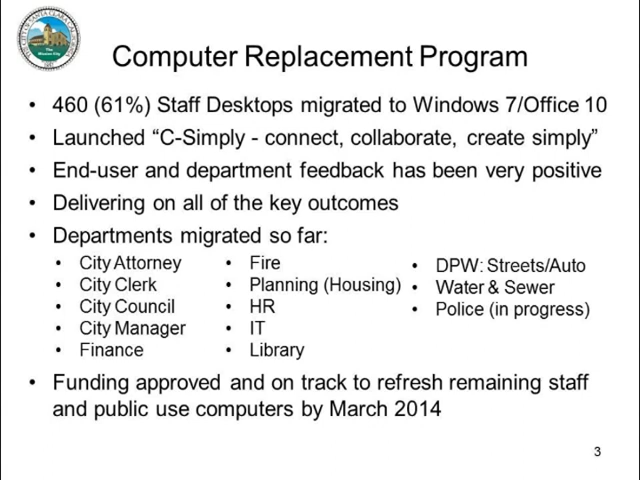 Computer Replacement Program
• 460 (61%) Staff Desktops migrated to Windows 7/Office 10
• Launched “C-Simply - connect, collaborate, create simply”
• End-user and department feedback has been very positive
• Delivering on all of the key outcomes
• Departments migrated so far:
• City Attorney
• City Clerk
• City Council
• City Manager
• Finance
• Fire
• Planning (Housing)
• HR
• IT
• Library
• DPW: Streets/Auto
• Water & Sewer
• Police (in progress)
• Funding approved and on track to refresh remaining staff
and public use computers by March 2014
3